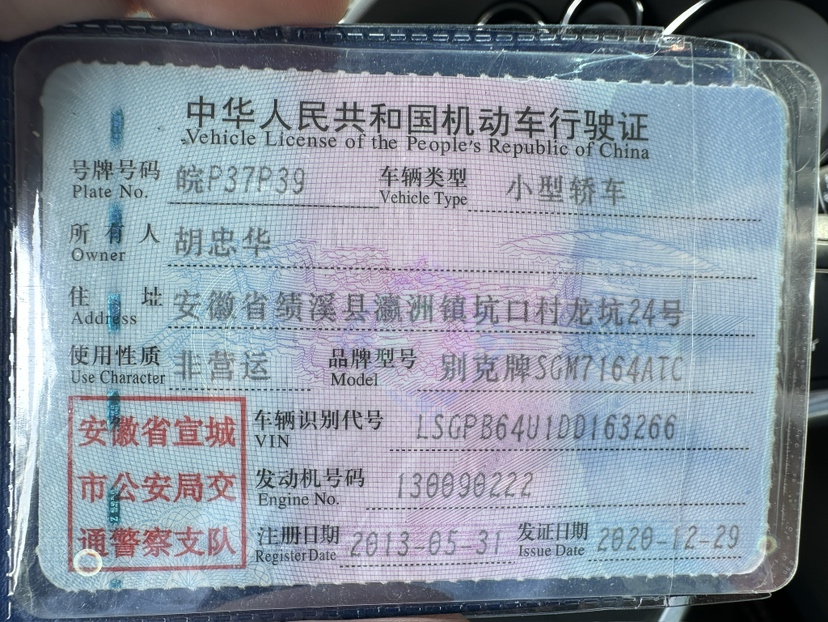 中华人民共和国机动车行驶证
Vehicle License of the People's Republic of China
号牌号码 皖P37P39 车辆类型 小型轿车
Plate No. Vehicle Type
所有人 胡忠华
Owner
住址 安徽省绩溪县瀛洲镇坑口村龙坑24号
Address
使用性质 非营运 品牌型号 别克牌SGM7164ATC
Use Character Model
安徽省宣城
市公安局交
通警察支队
车辆识别代号 LSGPB64U1DD163266
VIN
发动机号码 130090222
Engine No.
注册日期 2013-05-31 发证日期 2020-12-29
Register Date Issue Date